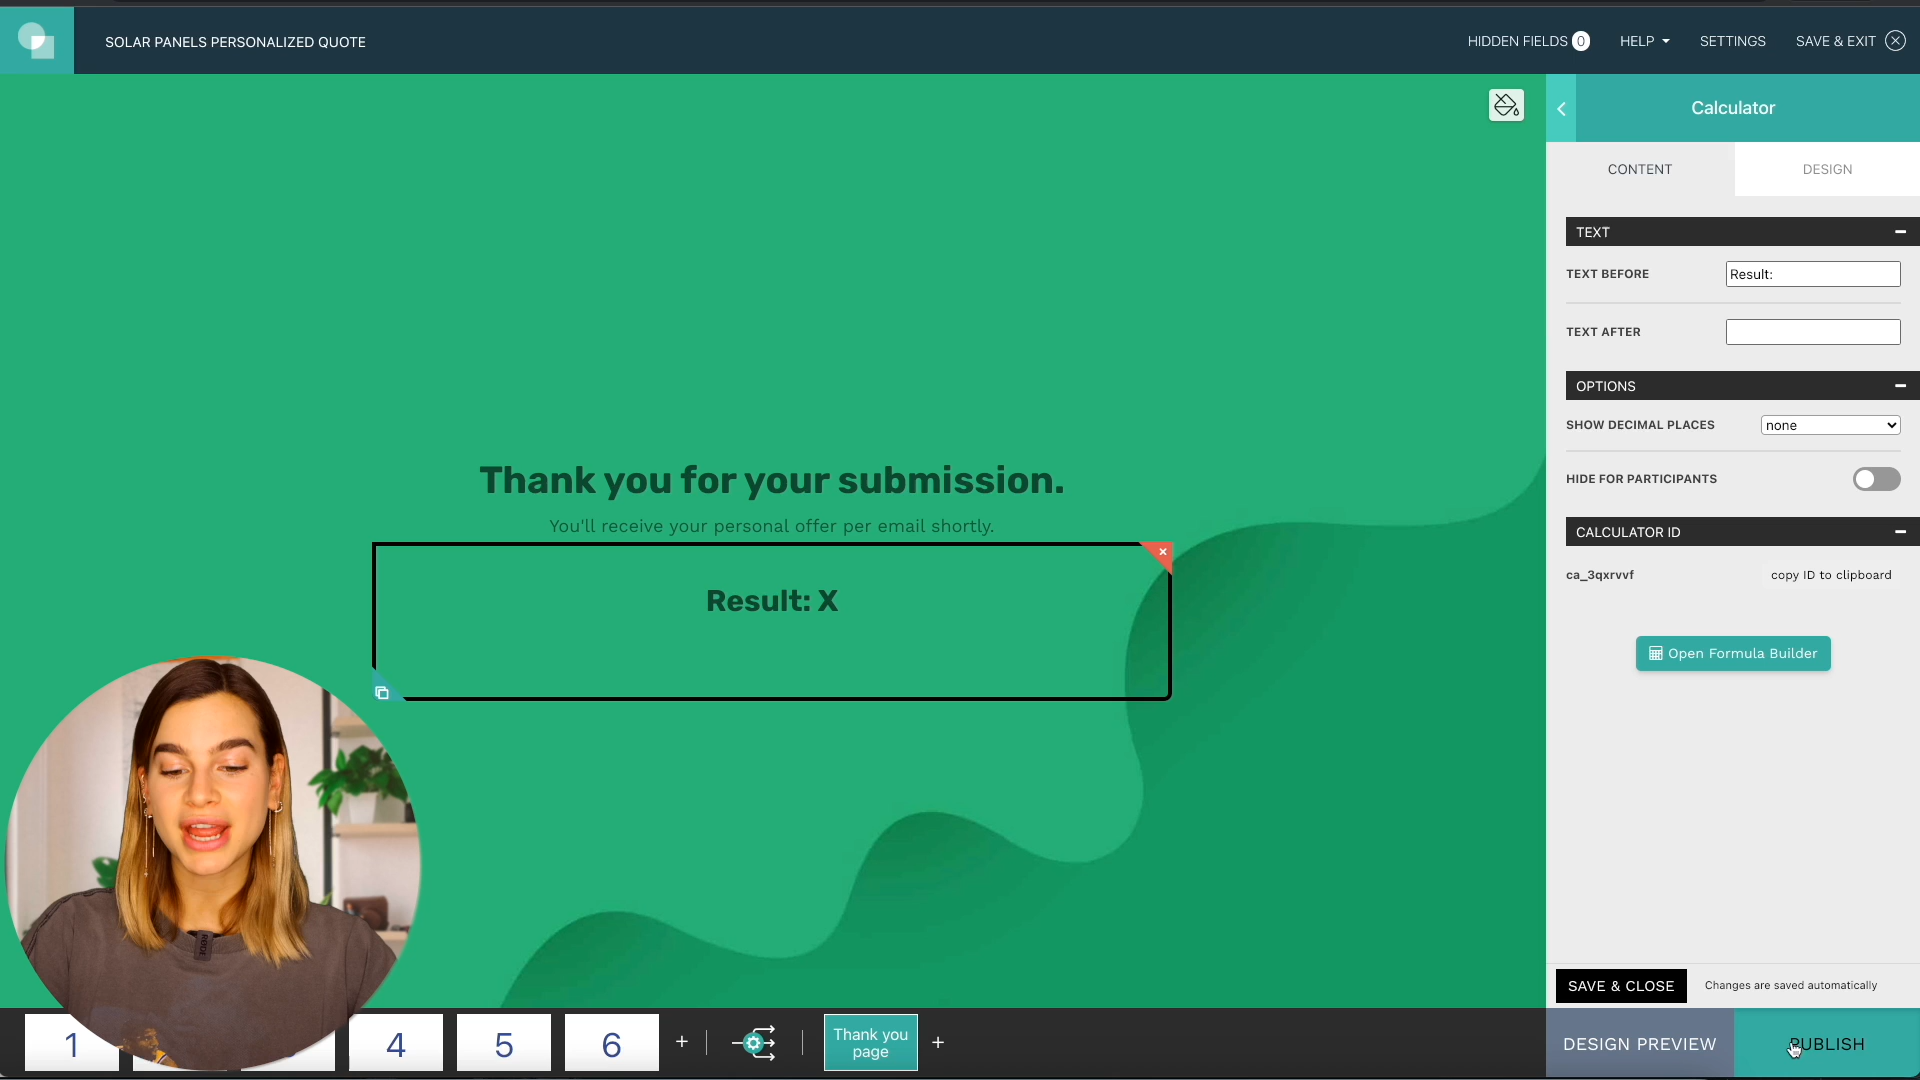 SOLAR PANELS PERSONALIZED QUOTE
HIDDEN FIELDS 0
HELP
SETTINGS
SAVE & EXIT
Calculator
CONTENT
DESIGN
TEXT
TEXT BEFORE
Result:
TEXT AFTER
OPTIONS
SHOW DECIMAL PLACES
none
HIDE FOR PARTICIPANTS
CALCULATOR ID
ca_3qxrvvf
copy ID to clipboard
Open Formula Builder
Thank you for your submission.
You'll receive your personal offer per email shortly.
Result: X
SAVE & CLOSE
Changes are saved automatically
1
4
5
6
+
Thank you
page
+
DESIGN PREVIEW
PUBLISH